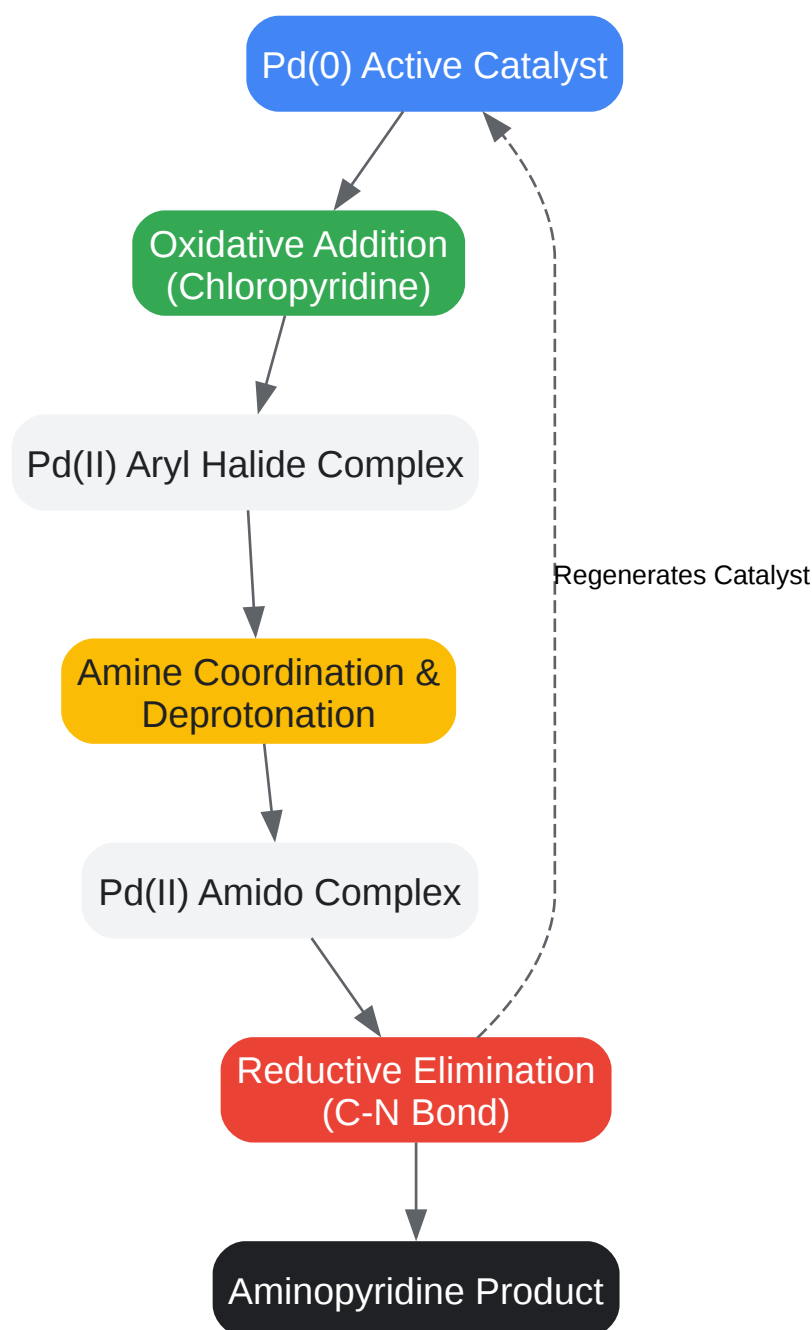 Pd(0) Active Catalyst
Oxidative Addition
(Chloropyridine)
Pd(II) Aryl Halide Complex
Regenerates Catalyst
Amine Coordination &
Deprotonation
Pd(II) Amido Complex
Reductive Elimination
(C-N Bond)
Aminopyridine Product